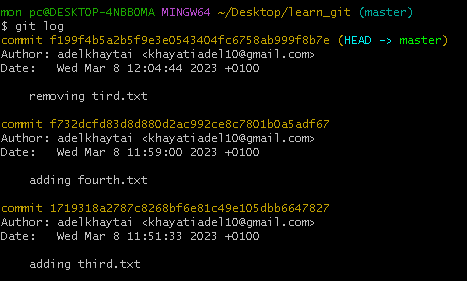 mon pc@DESKTOP-4NBBOMA MINGW64 ~/Desktop/learn_git (master)
$ git log
commit f199f4b5a2b5f9e3e0543404fc6758ab999f8b7e (HEAD -> master)
Author: adelkhaytai <khayatiadel10@gmail.com>
Date:   Wed Mar 8 12:04:44 2023 +0100

    removing tird.txt

commit f732dcfd83d8d880d2ac992ce8c7801b0a5adf67
Author: adelkhaytai <khayatiadel10@gmail.com>
Date:   Wed Mar 8 11:59:00 2023 +0100

    adding fourth.txt

commit 1719318a2787c8268bf6e81c49e105dbb6647827
Author: adelkhaytai <khayatiadel10@gmail.com>
Date:   Wed Mar 8 11:51:33 2023 +0100

    adding third.txt